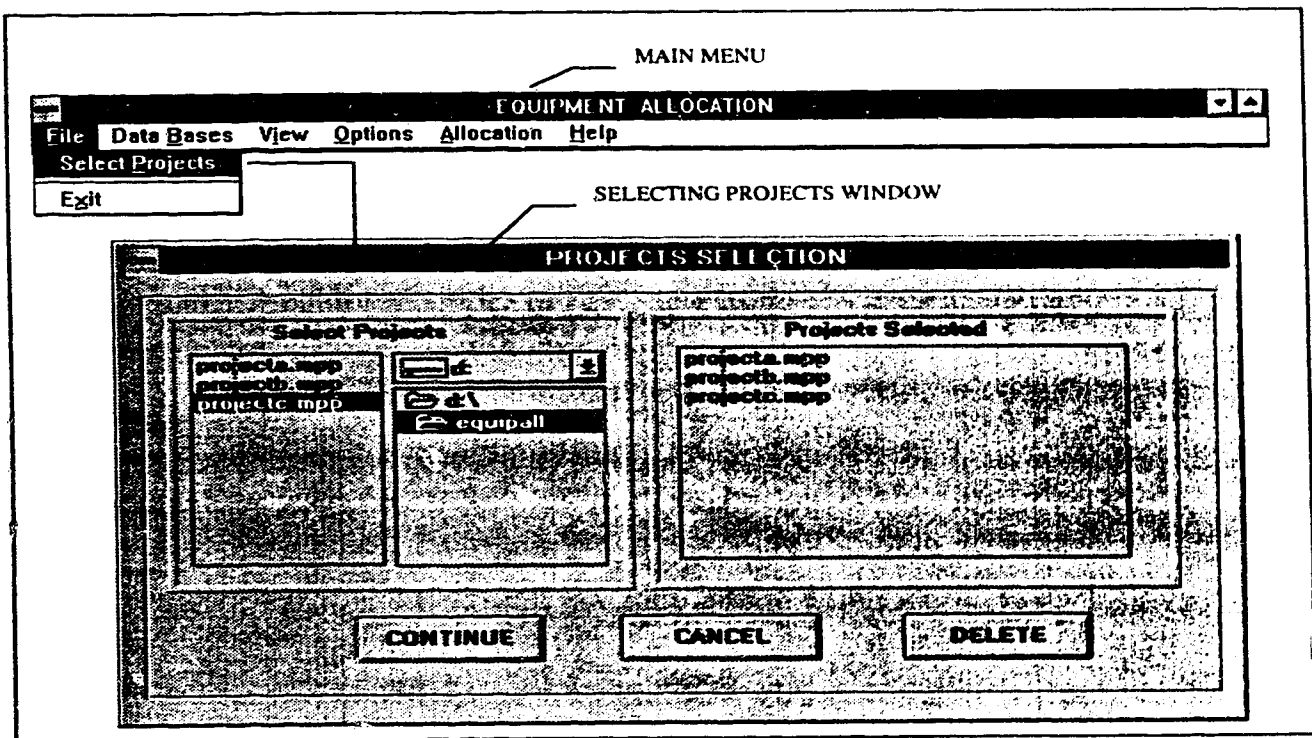 MAIN MENU
EQUIPMENT ALLOCATION
File Data Bases View Options Allocation Help
Select Projects
Exit
SELECTING PROJECTS WINDOW
PROJECTS SELECTION
Select Projects
Projects Selected
projecta.mpp
projectb.mpp
projectc.mpp
d:
d:\
equipall
projecta.mpp
projectb.mpp
projectc.mpp
CONTINUE CANCEL DELETE